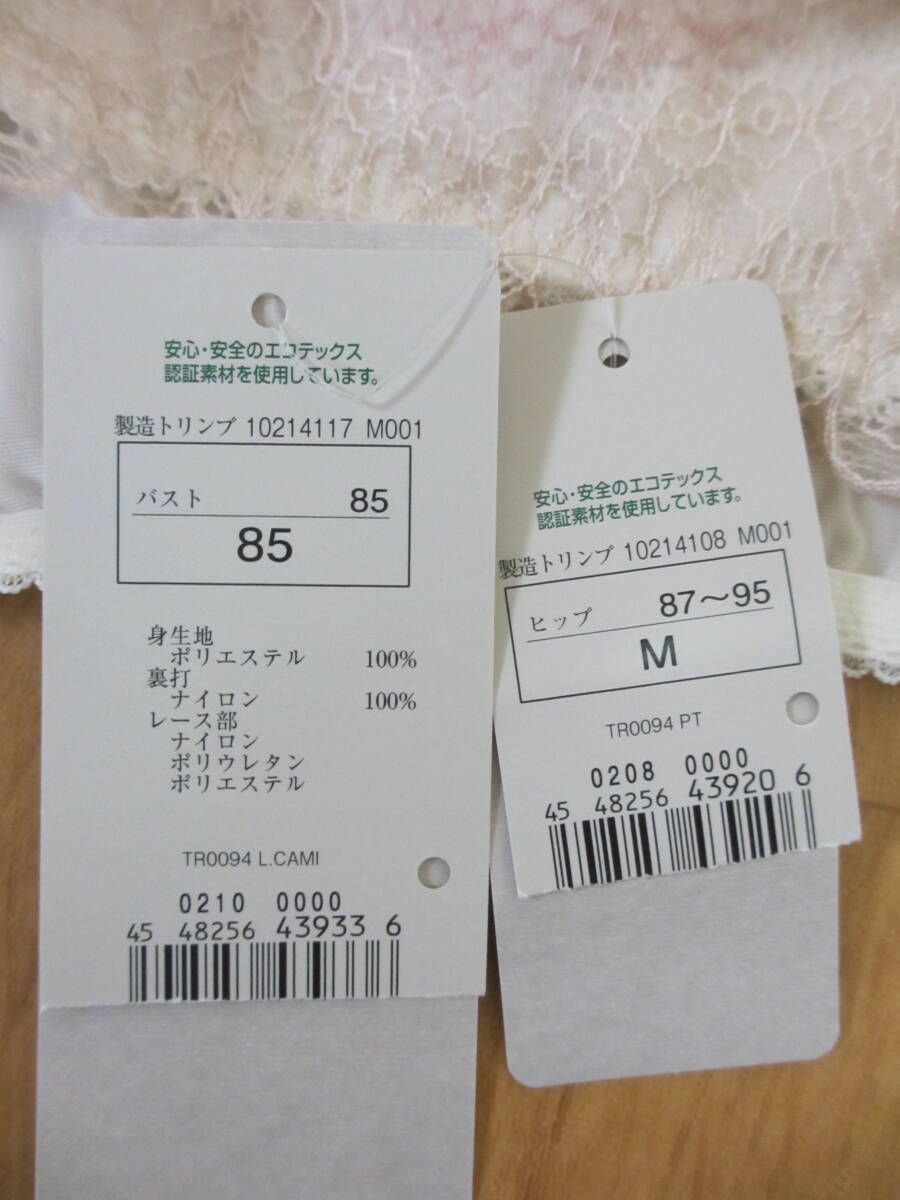 安心・安全のエコテックス
認証素材を使用しています。
製造トリンプ 10214117 M001
バスト 85
85
身生地
ポリエステル 100%
裏打
ナイロン 100%
レース部
ナイロン
ポリウレタン
ポリエステル
TR0094 L.CAMI
0210 0000
45 48256 43933 6
安心・安全のエコテックス
認証素材を使用しています。
製造トリンプ 10214108 M001
ヒップ 87～95
M
TR0094 PT
0208 0000
45 48256 43920 6